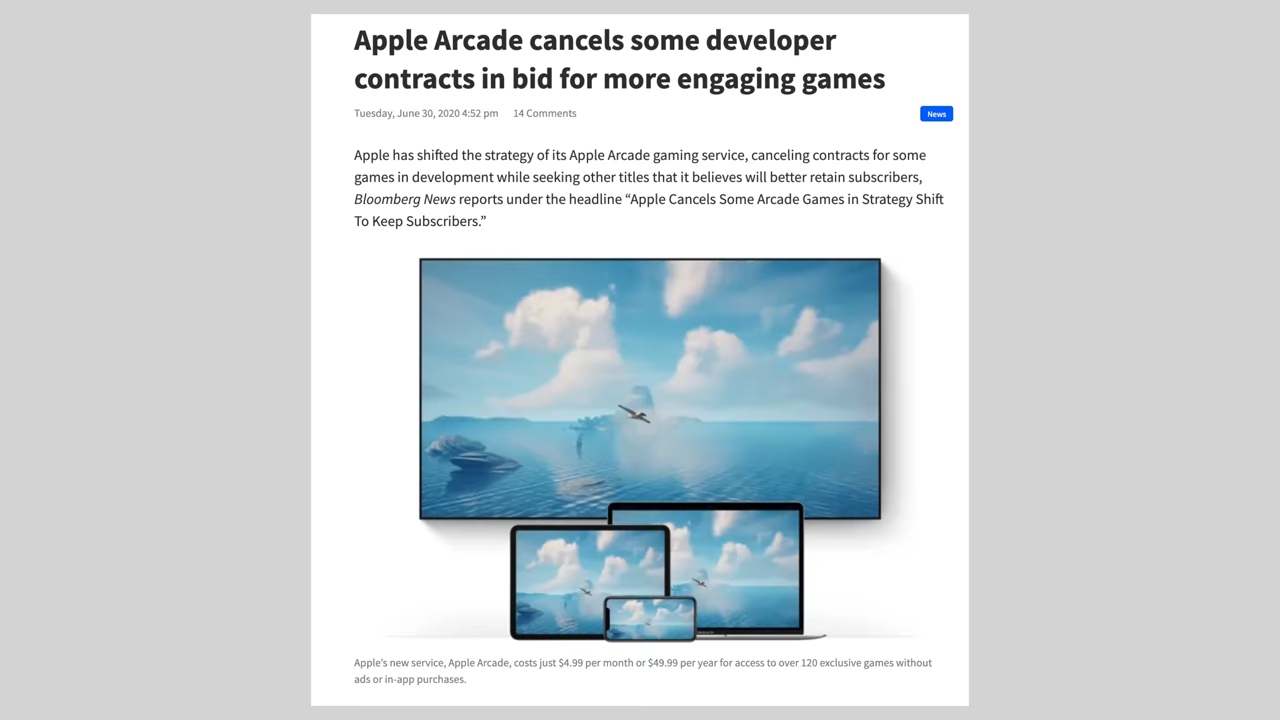 Apple Arcade cancels some developer
contracts in bid for more engaging games
Tuesday, June 30, 2020 4:52 pm 14 Comments
News
Apple has shifted the strategy of its Apple Arcade gaming service, canceling contracts for some
games in development while seeking other titles that it believes will better retain subscribers,
Bloomberg News reports under the headline “Apple Cancels Some Arcade Games in Strategy Shift
To Keep Subscribers.”
Apple's new service, Apple Arcade, costs just $4.99 per month or $49.99 per year for access to over 120 exclusive games without
ads or in-app purchases.